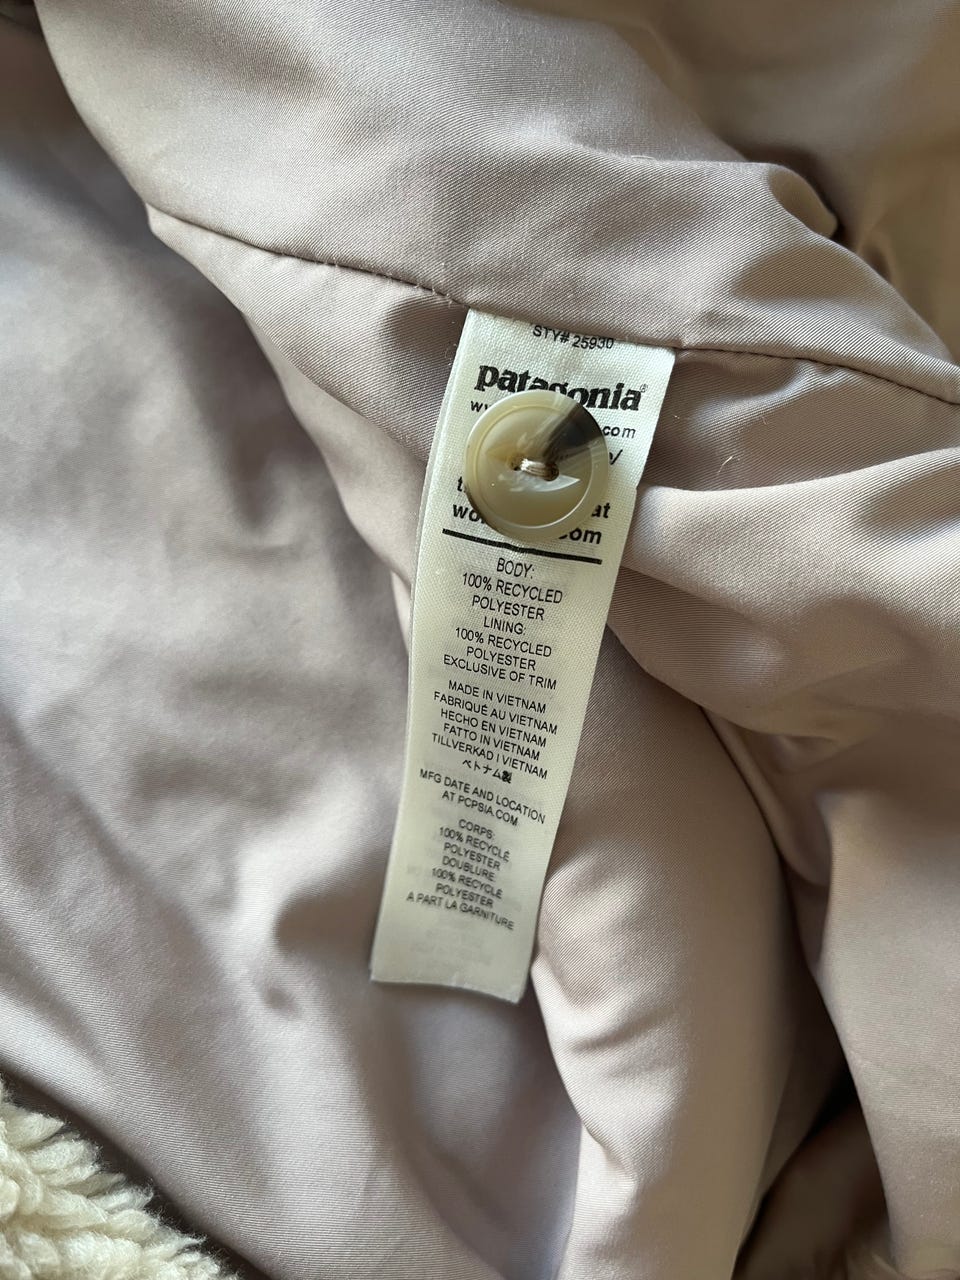 STY# 25930
patagonia®
com
BODY:
100% RECYCLED
POLYESTER
LINING:
100% RECYCLED
POLYESTER
EXCLUSIVE OF TRIM
MADE IN VIETNAM
FABRIQUÉ AU VIETNAM
HECHO EN VIETNAM
FATTO IN VIETNAM
TILLVERKAD I VIETNAM
ベトナム製
MFG DATE AND LOCATION
AT PCPSIA.COM
CORPS:
100% RECYCLÉ
POLYESTER
DOUBLURE:
100% RECYCLÉ
POLYESTER
À PART LA GARNITURE